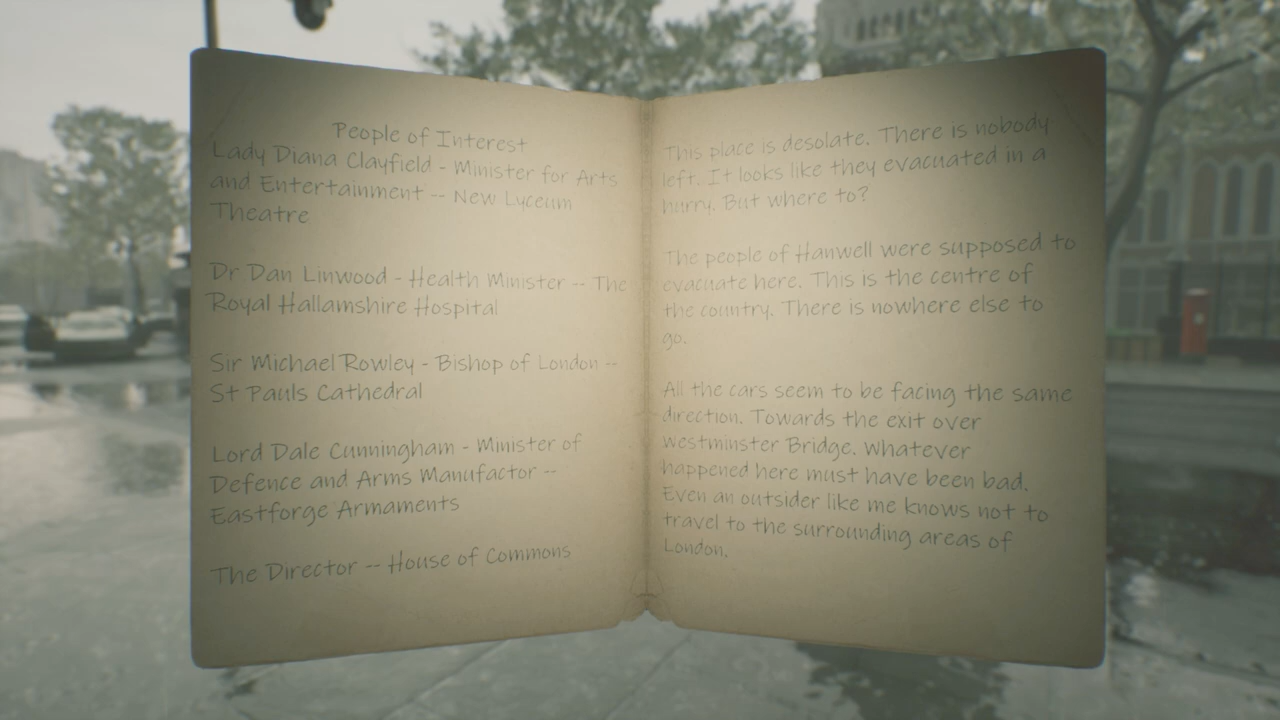 People of Interest
Lady Diana Clayfield - Minister for Arts
and Entertainment -- New Lyceum
Theatre
Dr Dan Linwood - Health Minister -- The
Royal Hallamshire Hospital
Sir Michael Rowley - Bishop of London --
St Pauls Cathedral
Lord Dale Cunningham - Minister of
Defence and Arms Manufactor --
Eastforge Armaments
The Director -- House of Commons
This place is desolate. There is nobody
left. It looks like they evacuated in a
hurry. But where to?
The people of Hanwell were supposed to
evacuate here. This is the centre of
the country. There is nowhere else to
go.
All the cars seem to be facing the same
direction. Towards the exit over
Westminster Bridge. Whatever
happened here must have been bad.
Even an outsider like me knows not to
travel to the surrounding areas of
London.